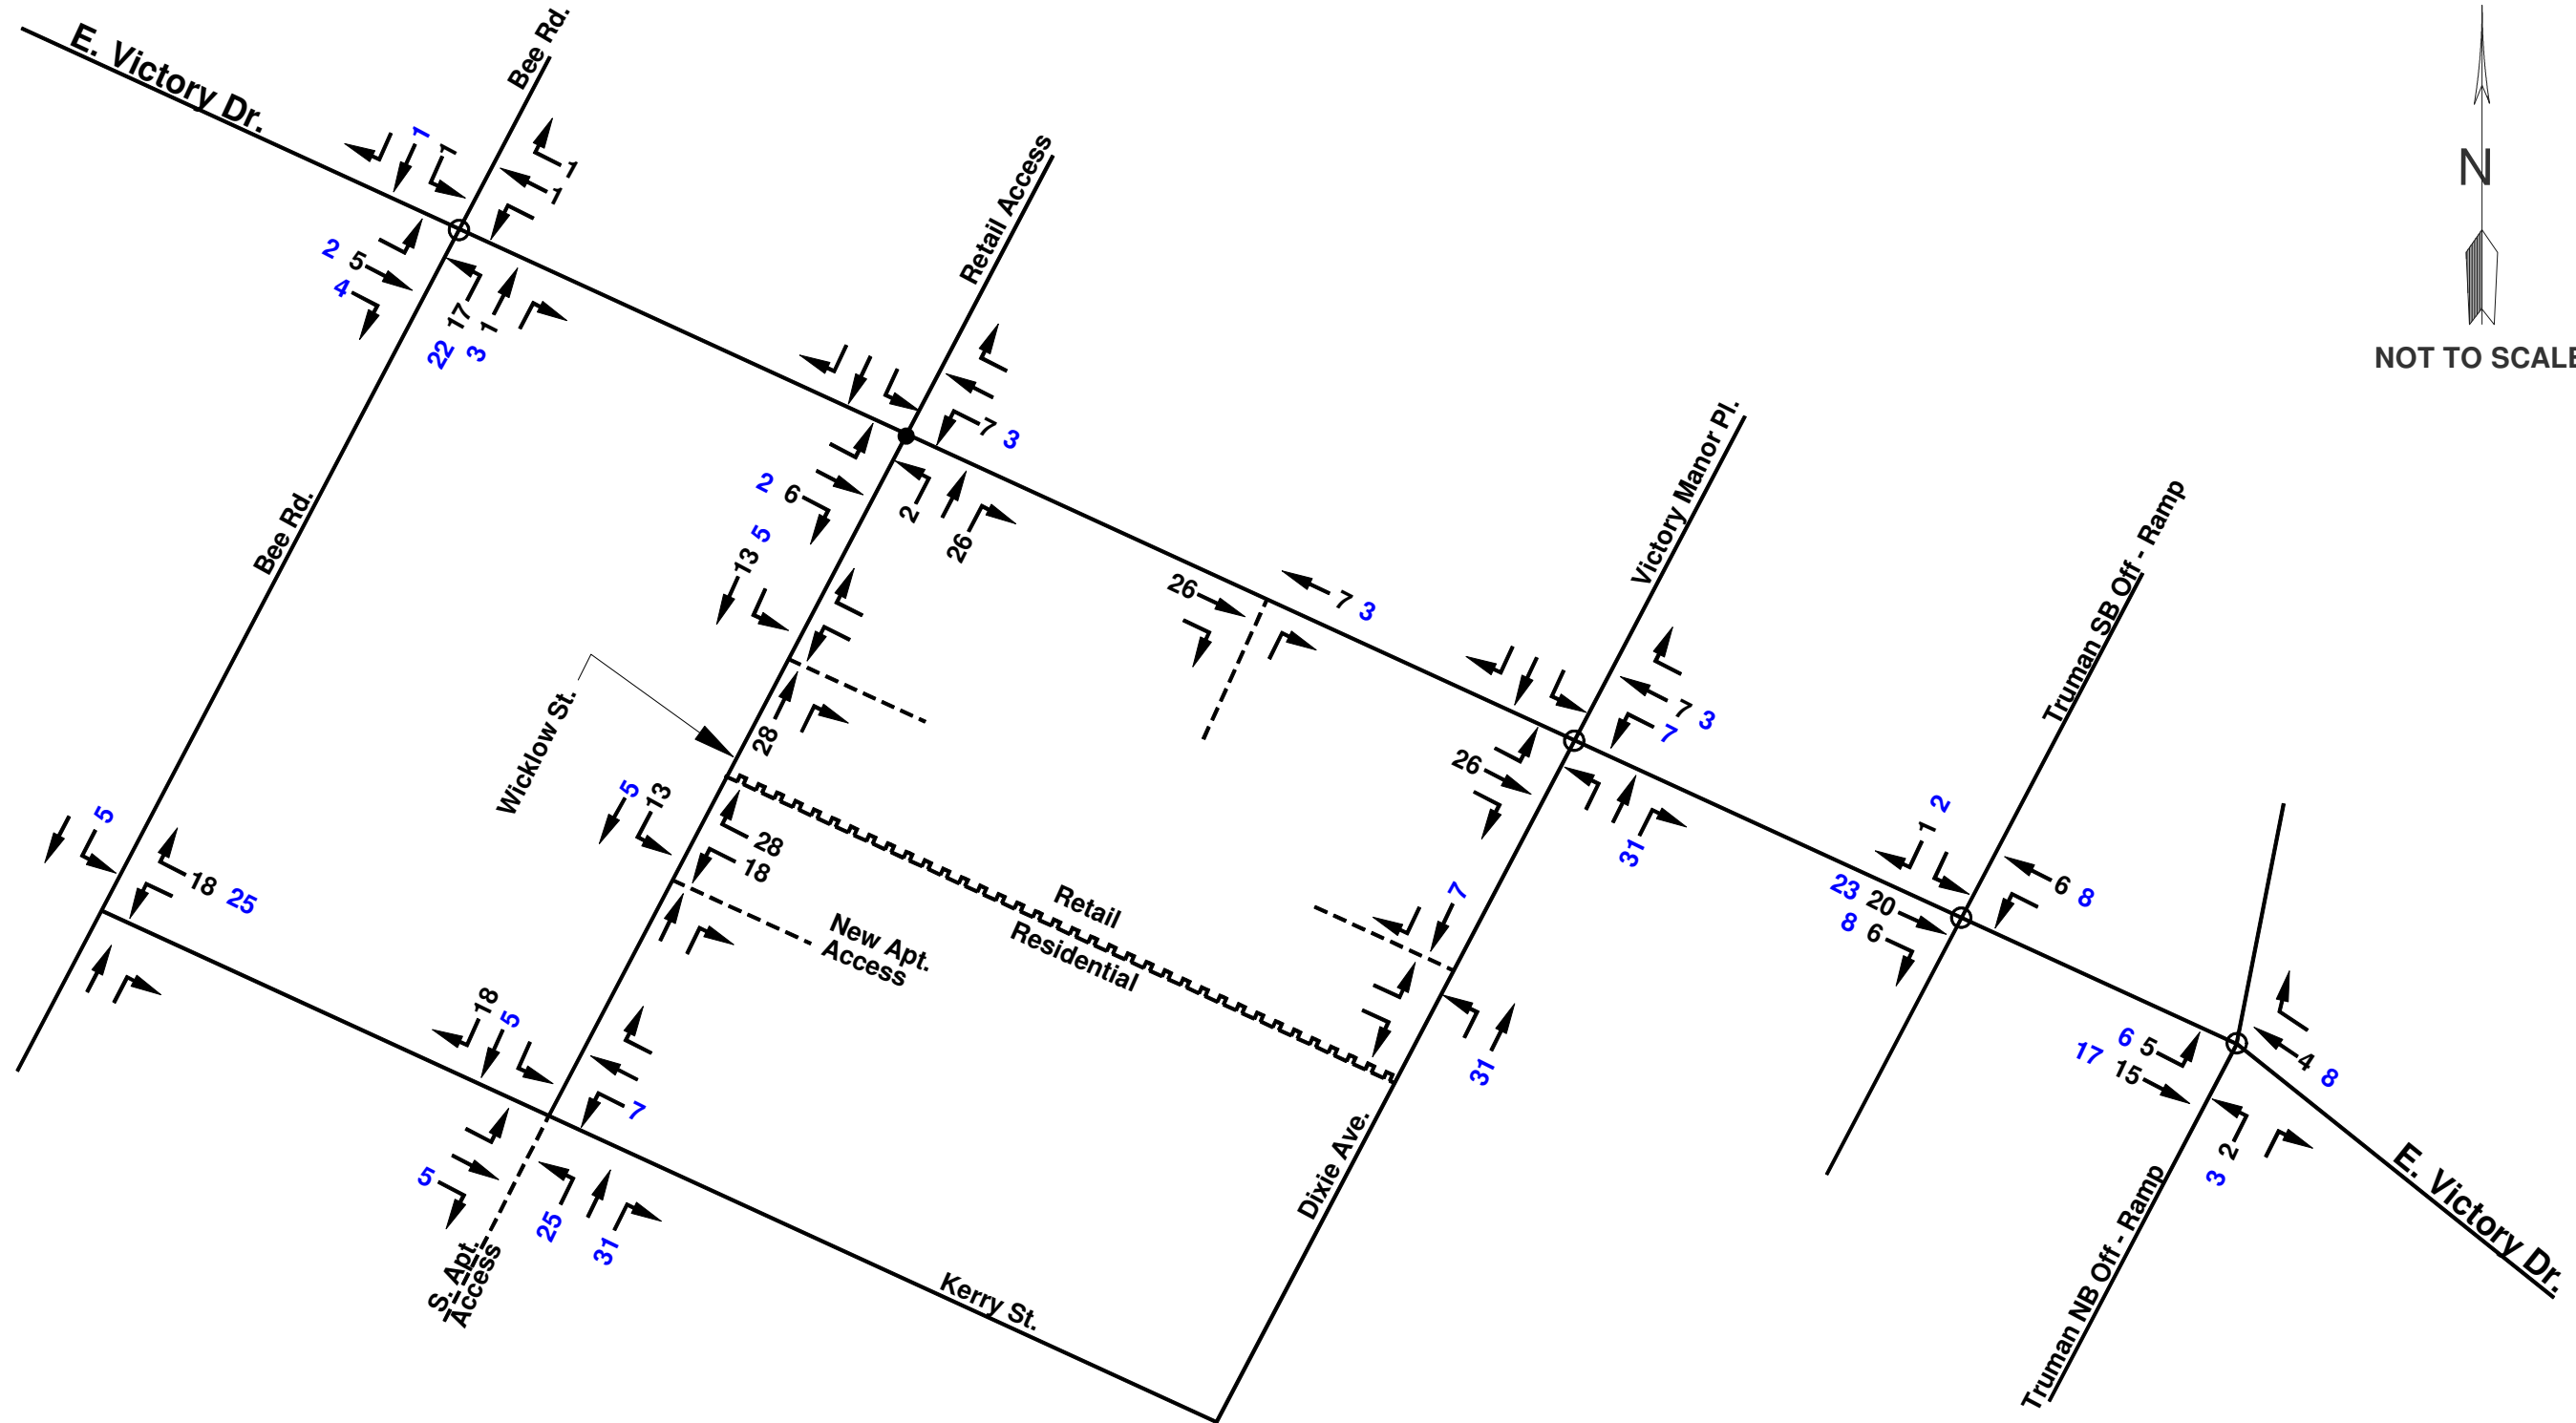 E. Victory Dr.
Bee Rd.
1
1
1
1
2 5
4
22 17
3 1
Retail Access
7 3
2 6
2
26
13 5
26
7 3
Victory Manor Pl.
7 3
7
26
31
Truman SB Off - Ramp
1 2
6 8
23 20
8 6
N
NOT TO SCALE
Bee Rd.
Wicklow St.
28
5 13
28
18
5
18 25
New Apt.
Access
Retail
Residential
7
31
18
5
7
5
25
31
S. Apt.
Access
Kerry St.
Dixie Ave.
6 5
17 15
4 8
3 2
Truman NB Off - Ramp
E. Victory Dr.